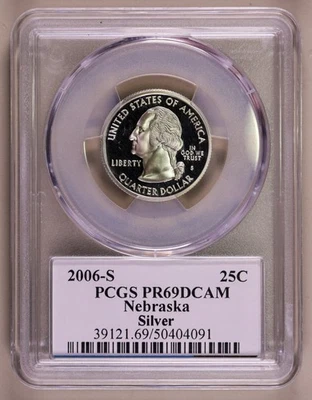 UNITED STATES OF AMERICA
LIBERTY
IN
GOD WE
TRUST
S
QUARTER DOLLAR
2006-S 25C
PCGS PR69DCAM
Nebraska
Silver
39121.69/50404091